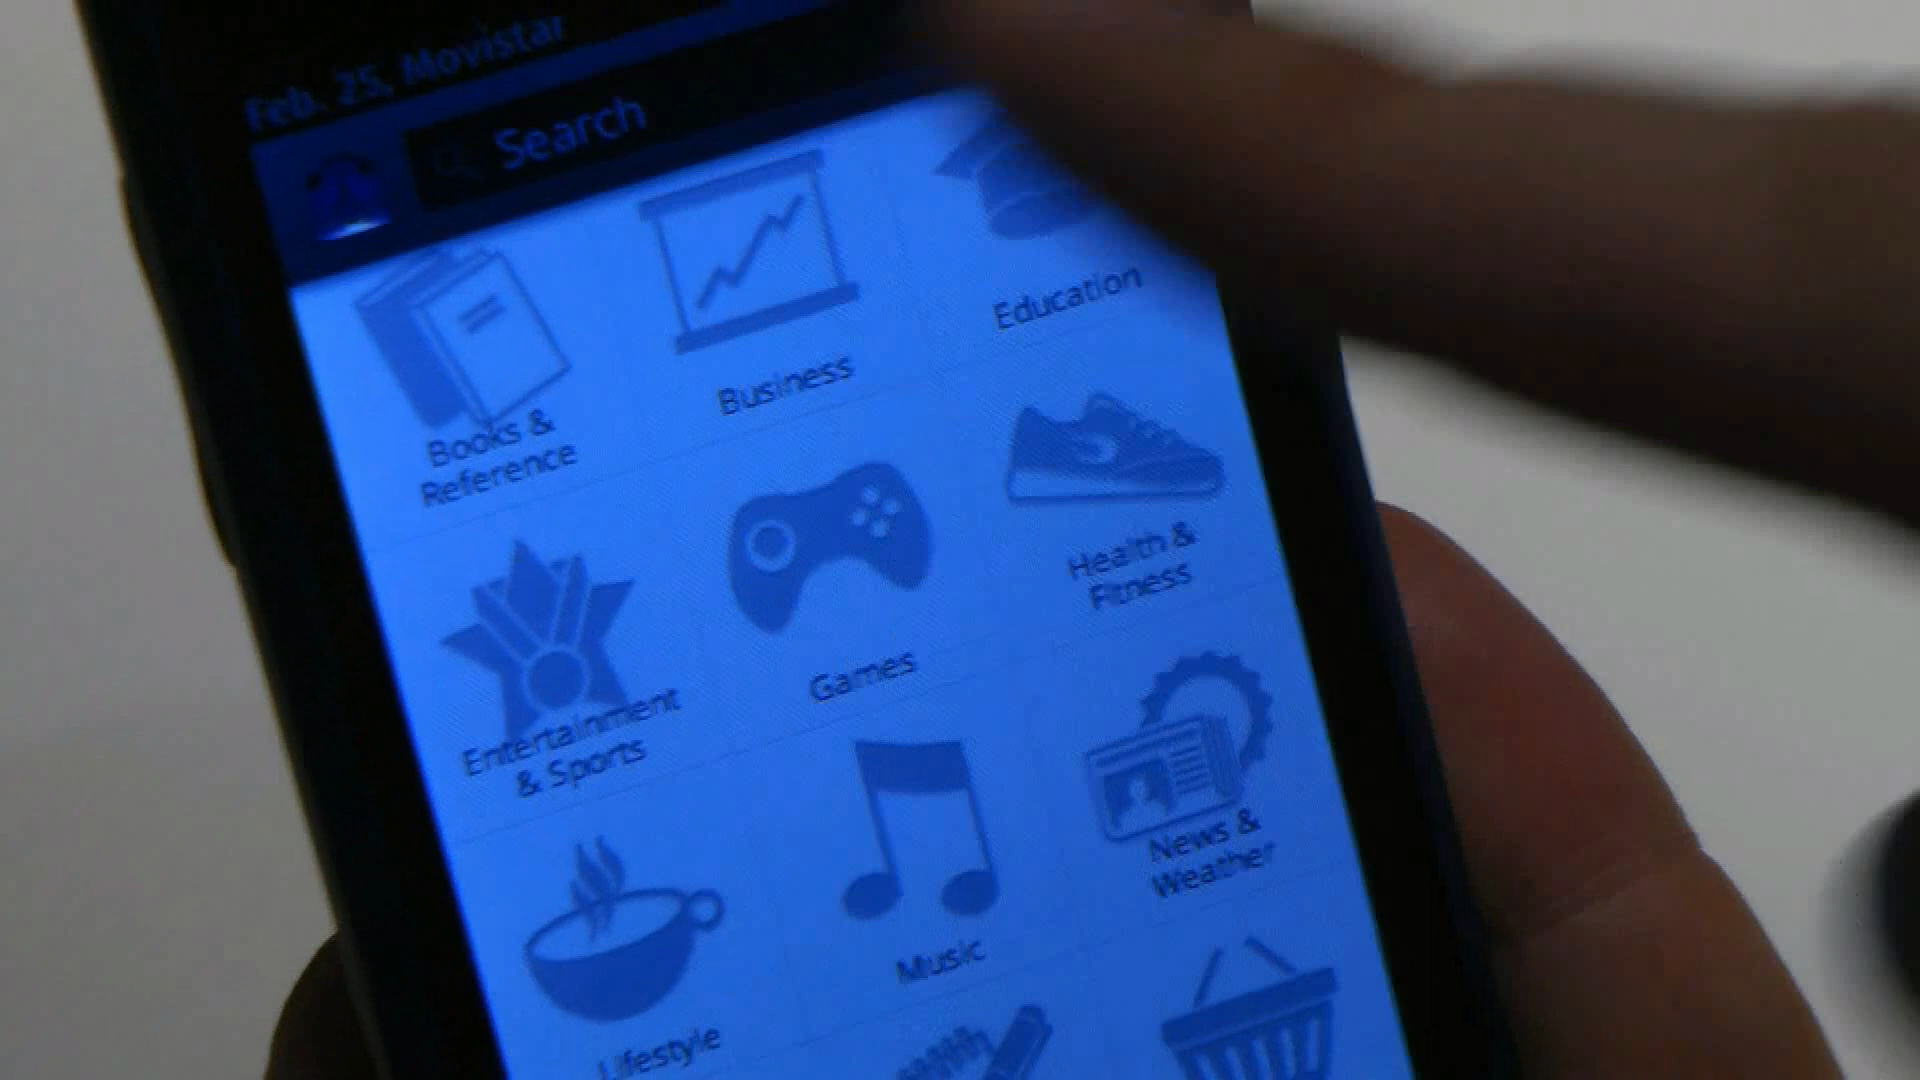 Feb. 25, Movistar
Search
Books &
Reference
Business
Education
Entertainment
& Sports
Games
Health &
Fitness
Lifestyle
Music
News &
Weather